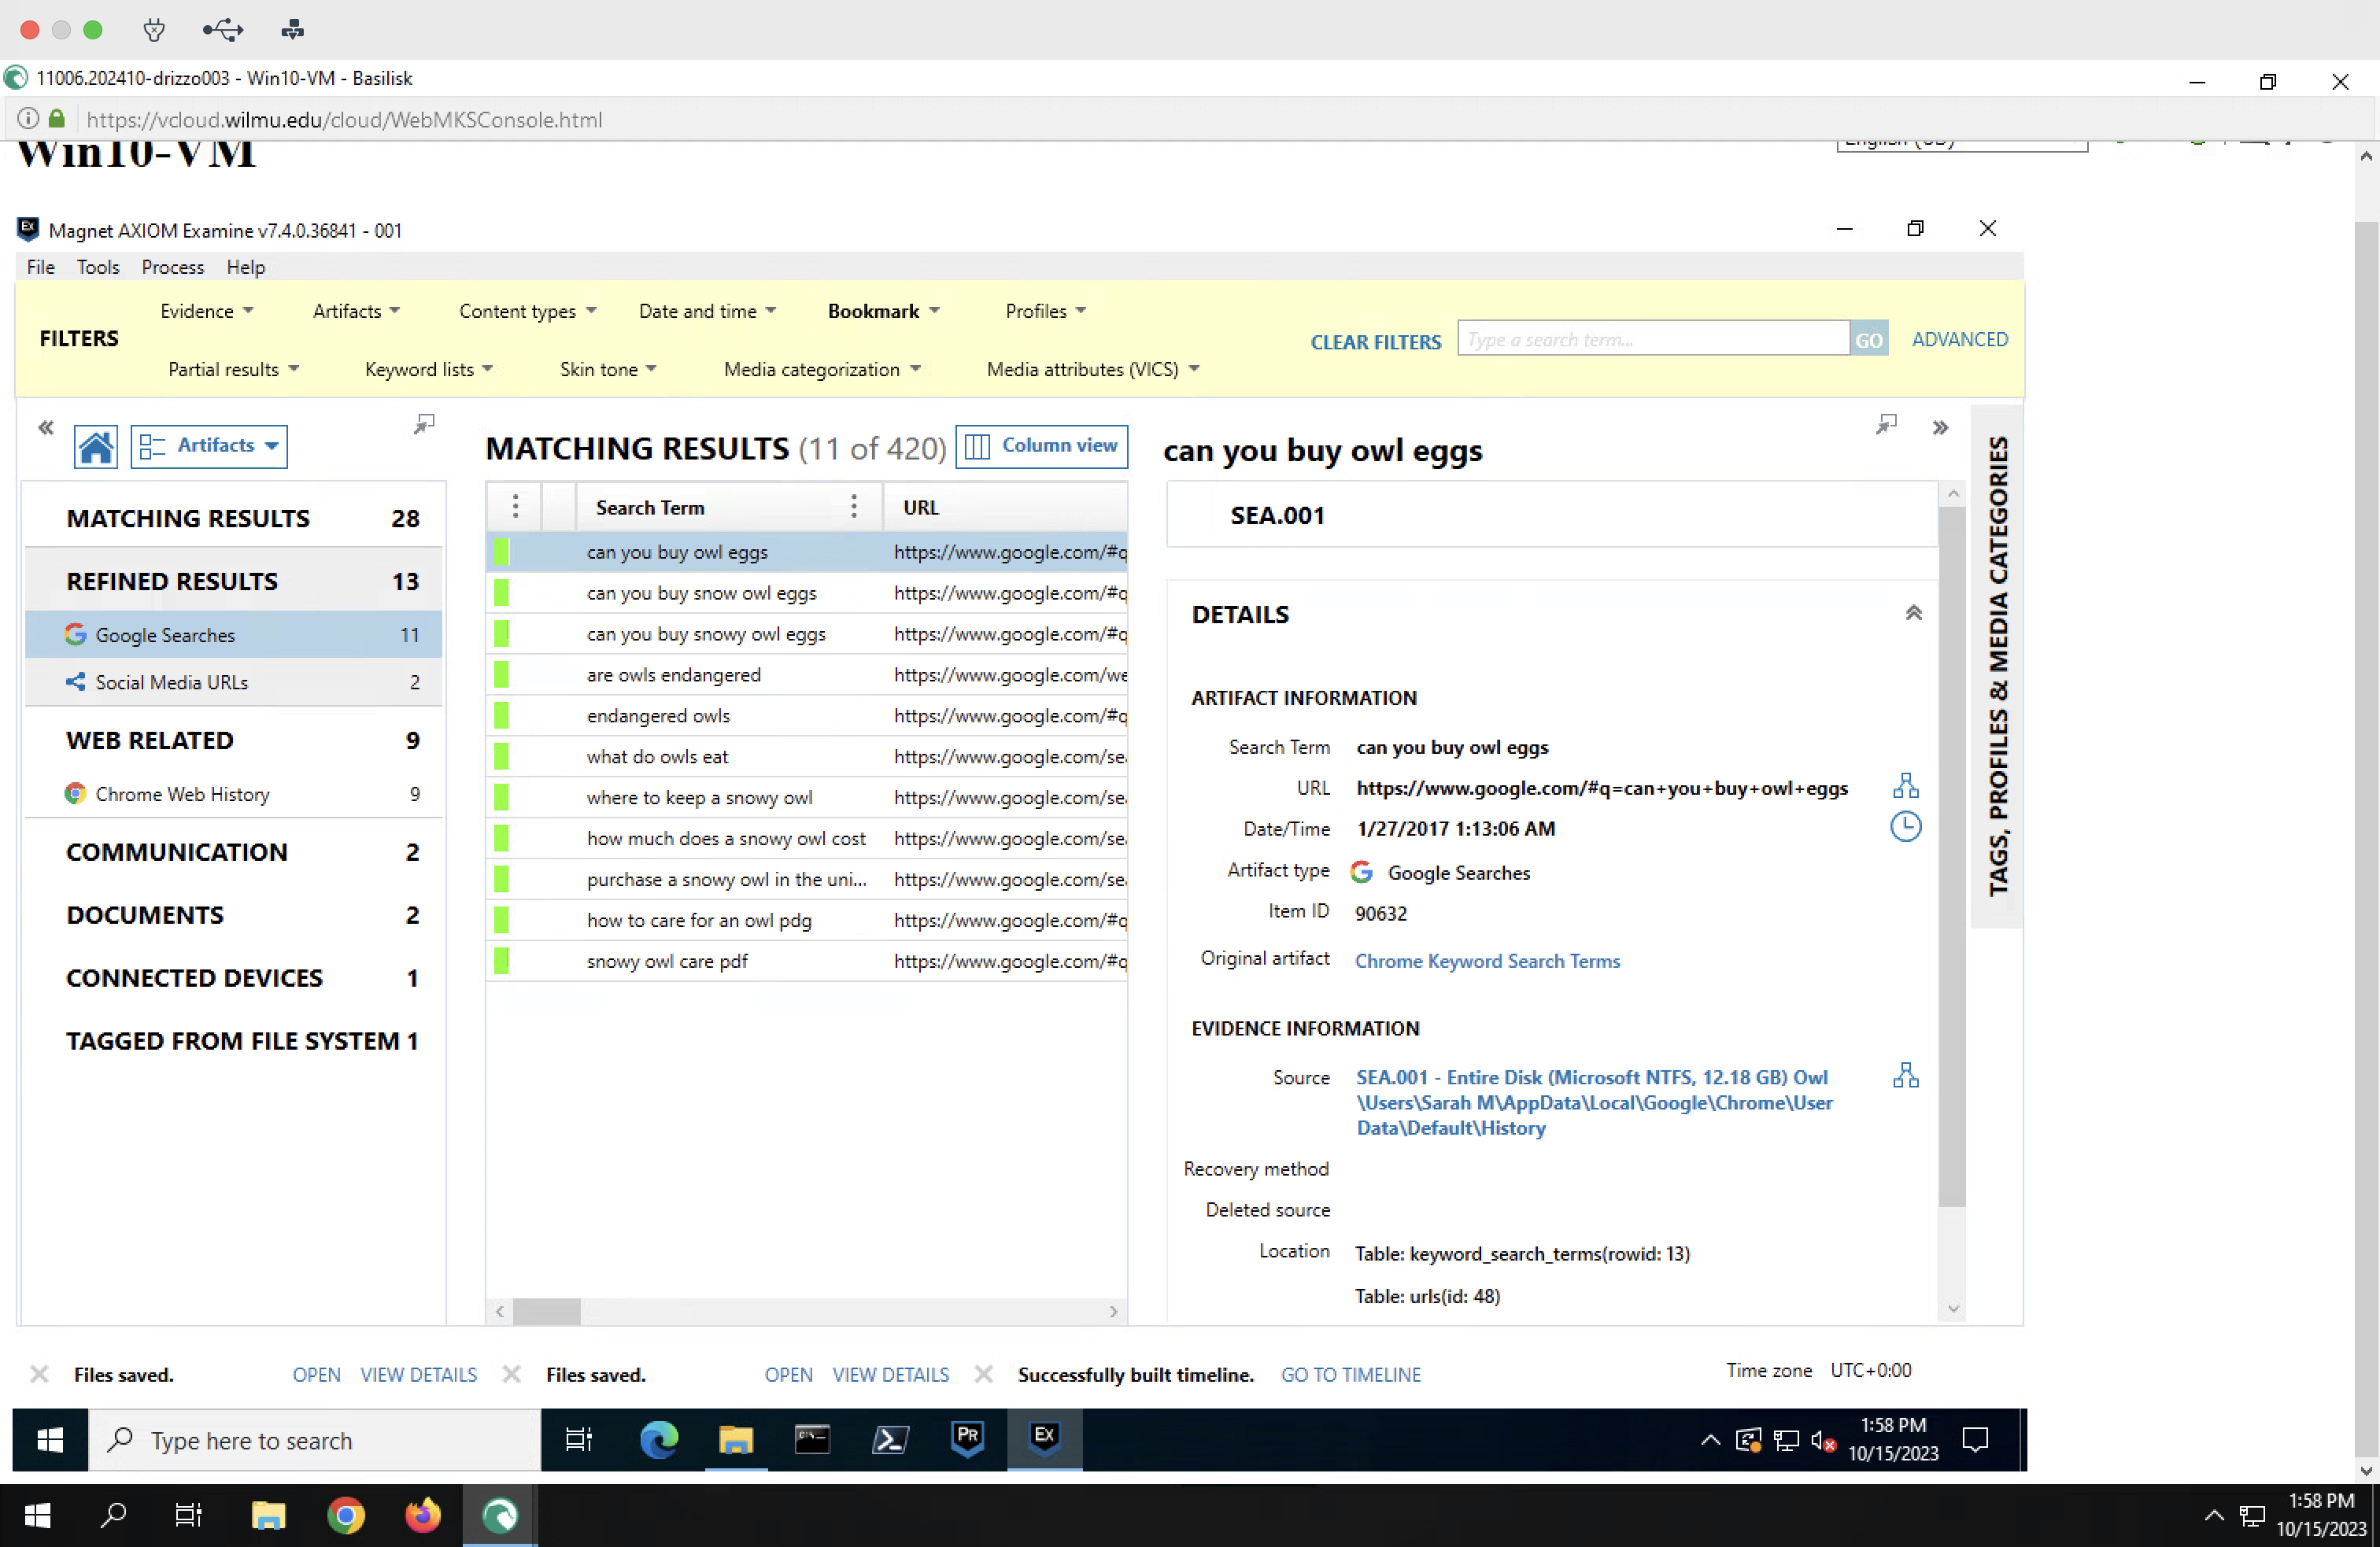 11006.202410-drizzo003 - Win10-VM - Basilisk
https://vcloud.wilmu.edu/cloud/WebMKSConsole.html
Win10-VM
English (US)
Magnet AXIOM Examine v7.4.0.36841 - 001
File Tools Process Help
FILTERS
Evidence Artifacts Content types Date and time Bookmark Profiles
Partial results Keyword lists Skin tone Media categorization Media attributes (VICS)
CLEAR FILTERS Type a search term... GO ADVANCED
Artifacts
MATCHING RESULTS 28
REFINED RESULTS 13
Google Searches 11
Social Media URLs 2
WEB RELATED 9
Chrome Web History 9
COMMUNICATION 2
DOCUMENTS 2
CONNECTED DEVICES 1
TAGGED FROM FILE SYSTEM 1
MATCHING RESULTS (11 of 420) Column view
Search Term URL
can you buy owl eggs https://www.google.com/#q
can you buy snow owl eggs https://www.google.com/#q
can you buy snowy owl eggs https://www.google.com/#q
are owls endangered https://www.google.com/we
endangered owls https://www.google.com/#q
what do owls eat https://www.google.com/sea
where to keep a snowy owl https://www.google.com/sea
how much does a snowy owl cost https://www.google.com/sea
purchase a snowy owl in the uni... https://www.google.com/sea
how to care for an owl pdg https://www.google.com/#q
snowy owl care pdf https://www.google.com/#q
can you buy owl eggs
SEA.001
DETAILS
ARTIFACT INFORMATION
Search Term can you buy owl eggs
URL https://www.google.com/#q=can+you+buy+owl+eggs
Date/Time 1/27/2017 1:13:06 AM
Artifact type Google Searches
Item ID 90632
Original artifact Chrome Keyword Search Terms
EVIDENCE INFORMATION
Source SEA.001 - Entire Disk (Microsoft NTFS, 12.18 GB) Owl
\Users\Sarah M\AppData\Local\Google\Chrome\User
Data\Default\History
Recovery method
Deleted source
Location Table: keyword_search_terms(rowid: 13)
Table: urls(id: 48)
TAGS, PROFILES & MEDIA CATEGORIES
Files saved. OPEN VIEW DETAILS Files saved. OPEN VIEW DETAILS Successfully built timeline. GO TO TIMELINE Time zone UTC+0:00
Type here to search
PR
EX
1:58 PM
10/15/2023
1:58 PM
10/15/2023